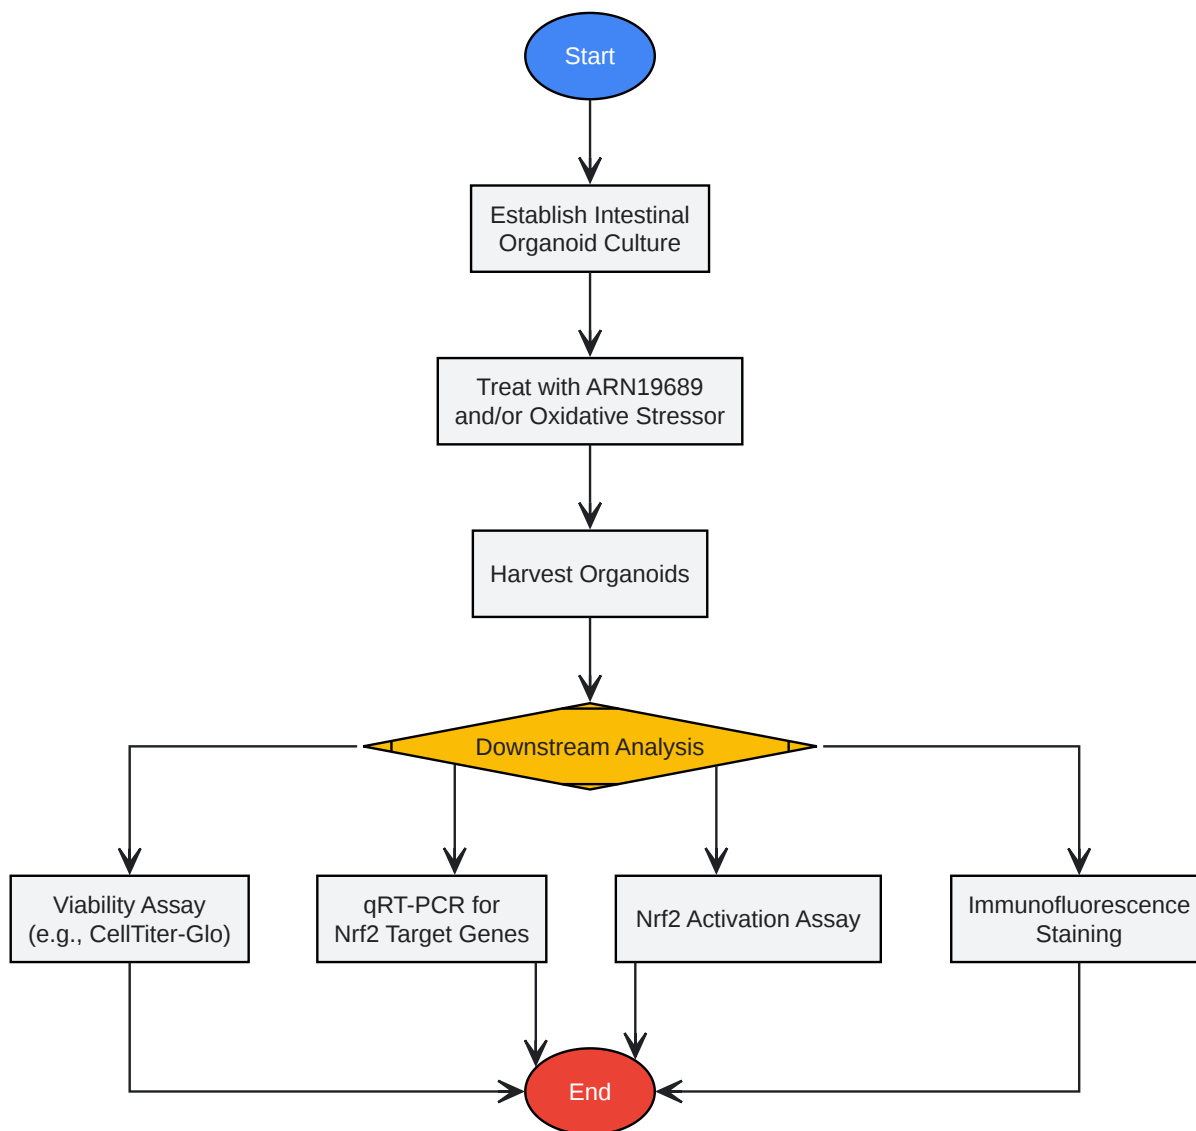 Start
Establish Intestinal
Organoid Culture
Treat with ARN19689
and/or Oxidative Stressor
Harvest Organoids
Downstream Analysis
Viability Assay
(e.g., CellTiter-Glo)
qRT-PCR for
Nrf2 Target Genes
Nrf2 Activation Assay
Immunofluorescence
Staining
End